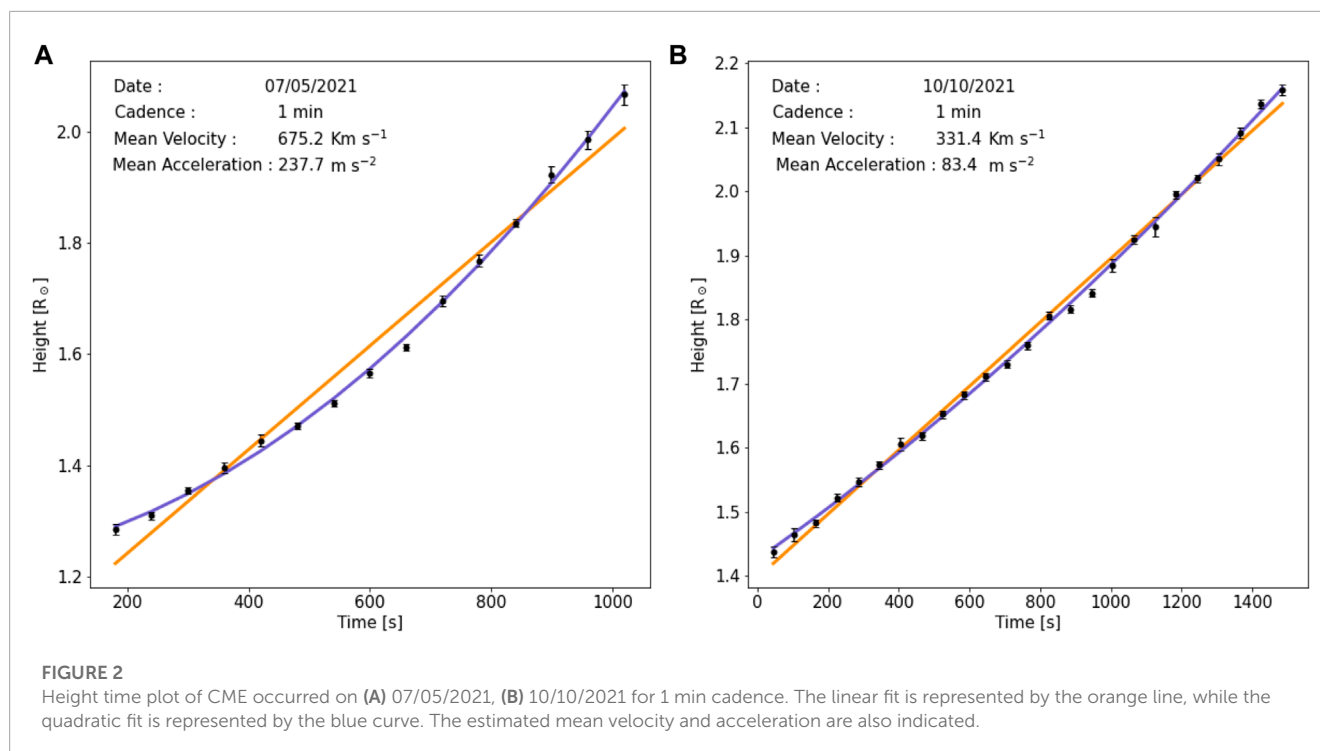 A
Date : 07/05/2021
Cadence : 1 min
Mean Velocity : 675.2 Km s⁻¹
Mean Acceleration : 237.7 m s⁻²
Height [R⊙]
2.0
1.8
1.6
1.4
1.2
200 400 600 800 1000
Time [s]
B
Date : 10/10/2021
Cadence : 1 min
Mean Velocity : 331.4 Km s⁻¹
Mean Acceleration : 83.4 m s⁻²
Height [R⊙]
2.2
2.1
2.0
1.9
1.8
1.7
1.6
1.5
1.4
0 200 400 600 800 1000 1200 1400
Time [s]
FIGURE 2
Height time plot of CME occurred on (A) 07/05/2021, (B) 10/10/2021 for 1 min cadence. The linear fit is represented by the orange line, while the
quadratic fit is represented by the blue curve. The estimated mean velocity and acceleration are also indicated.